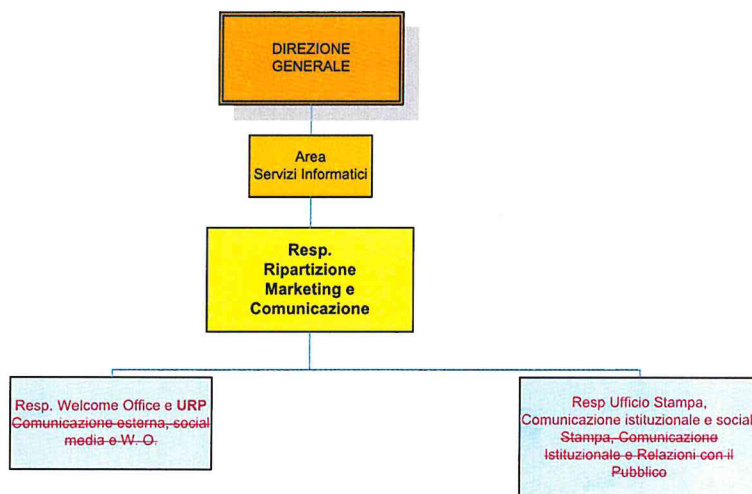 DIREZIONE
GENERALE
Area
Servizi Informatici
Resp.
Ripartizione
Marketing e
Comunicazione
Resp. Welcome Office e URP
Comunicazione esterna, social
media e W. O.
Resp Ufficio Stampa,
Comunicazione istituzionale e social
Stampa, Comunicazione
Istituzionale e Relazioni con il
Pubblico